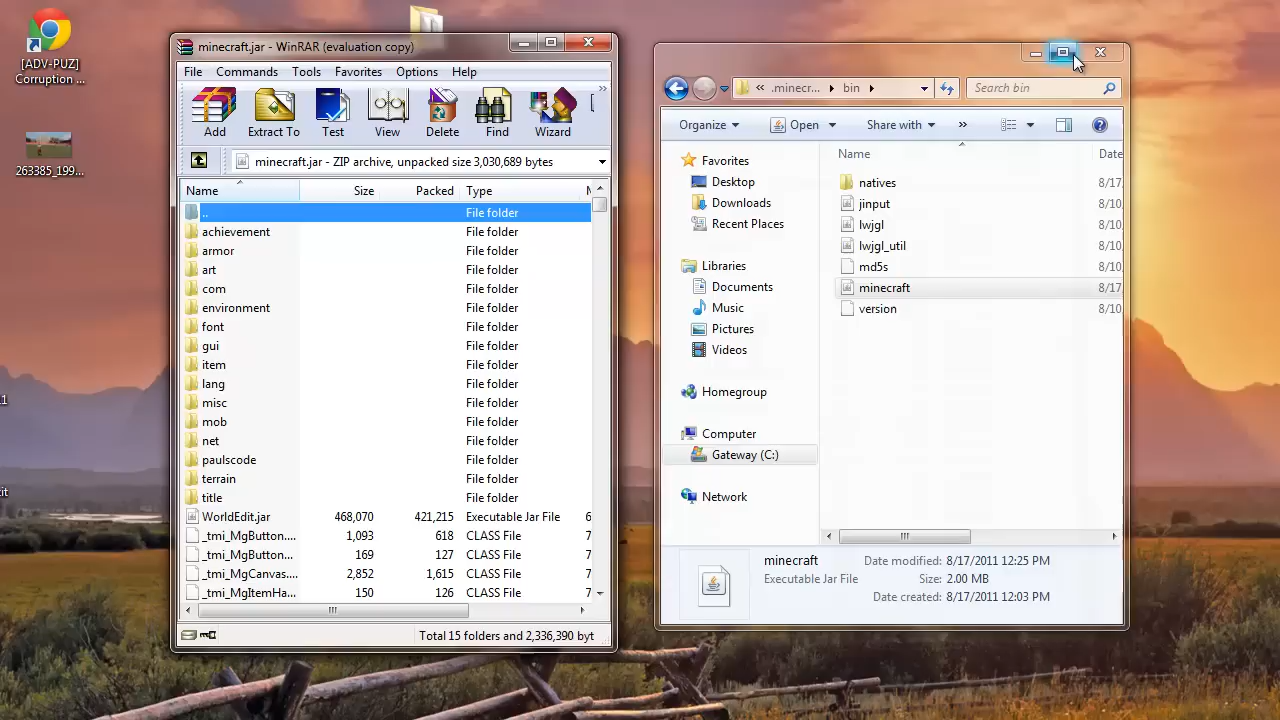 [ADV-PUZ]
Corruption ...
263385_199...
minecraft.jar - WinRAR (evaluation copy)
File Commands Tools Favorites Options Help
Add Extract To Test View Delete Find Wizard
minecraft.jar - ZIP archive, unpacked size 3,030,689 bytes
Name Size Packed Type M
.. File folder
achievement File folder
armor File folder
art File folder
com File folder
environment File folder
font File folder
gui File folder
item File folder
lang File folder
misc File folder
mob File folder
net File folder
paulscode File folder
terrain File folder
title File folder
WorldEdit.jar 468,070 421,215 Executable Jar File 6
_tmi_MgButton.... 1,093 618 CLASS File 7
_tmi_MgButton... 169 127 CLASS File 7
_tmi_MgCanvas.... 2,852 1,615 CLASS File 7
_tmi_MgItemHa... 150 126 CLASS File 7
Total 15 folders and 2,336,390 byt
« .minecr... bin
Search bin
Organize Open Share with »
Favorites
Desktop
Downloads
Recent Places
Libraries
Documents
Music
Pictures
Videos
Homegroup
Computer
Gateway (C:)
Network
Name Date
natives 8/17,
jinput 8/10,
lwjgl 8/10,
lwjgl_util 8/10,
md5s 8/10,
minecraft 8/17,
version 8/10
minecraft Date modified: 8/17/2011 12:25 PM
Executable Jar File Size: 2.00 MB
Date created: 8/17/2011 12:03 PM